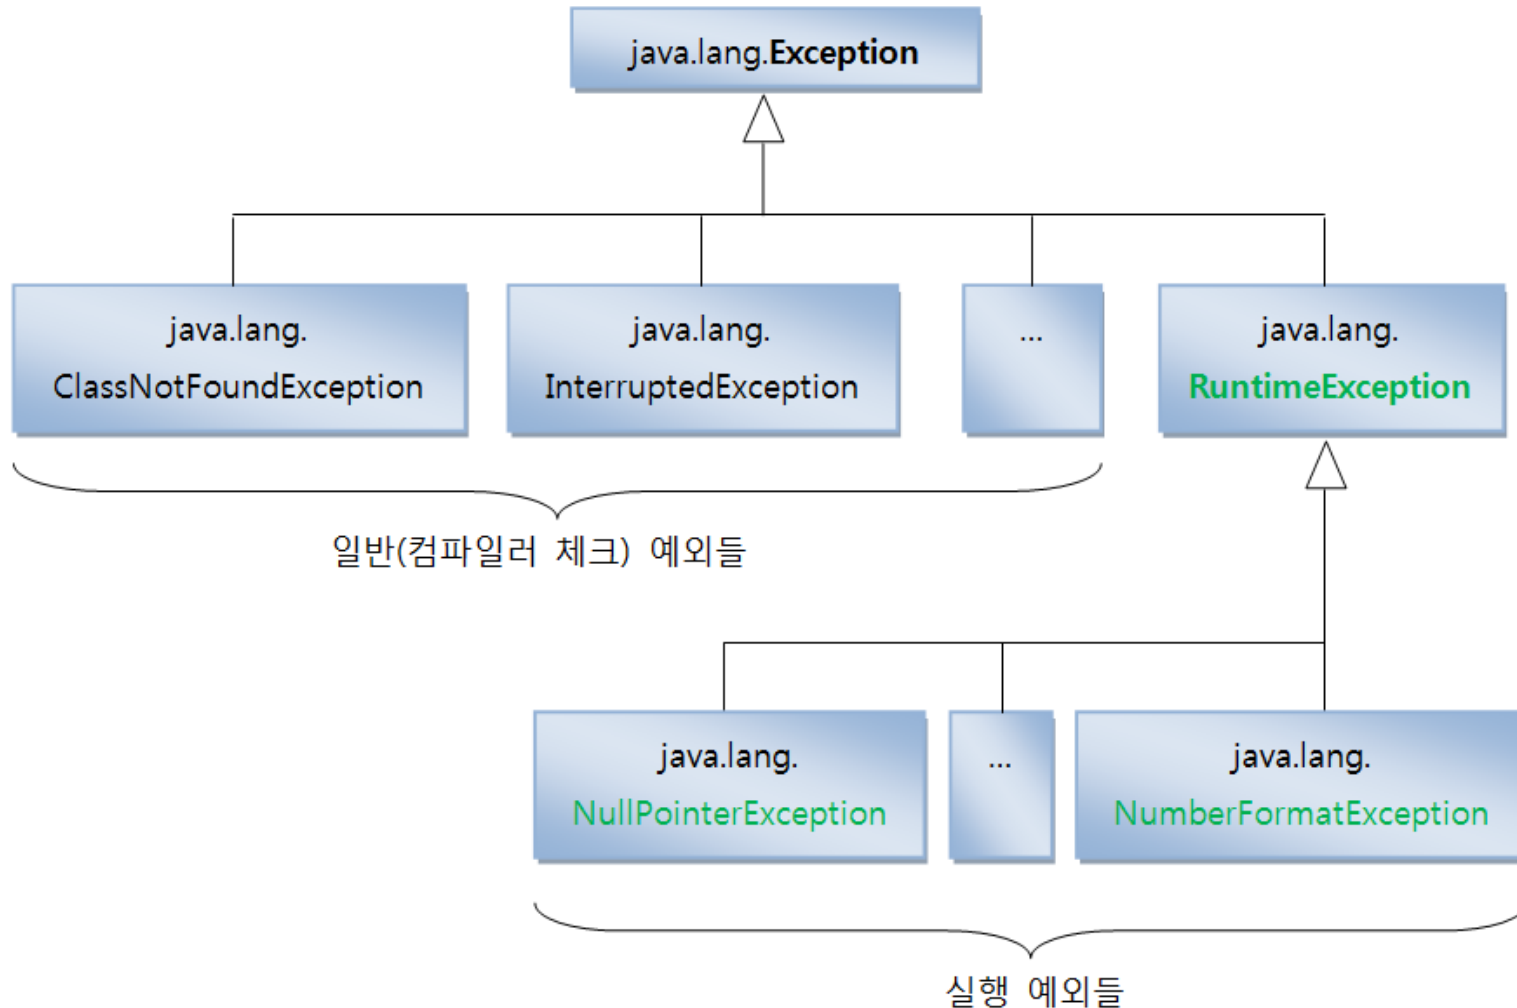 java.lang.Exception
java.lang.
ClassNotFoundException
java.lang.
InterruptedException
...
java.lang.
RuntimeException
일반(컴파일러 체크) 예외들
java.lang.
NullPointerException
...
java.lang.
NumberFormatException
실행 예외들